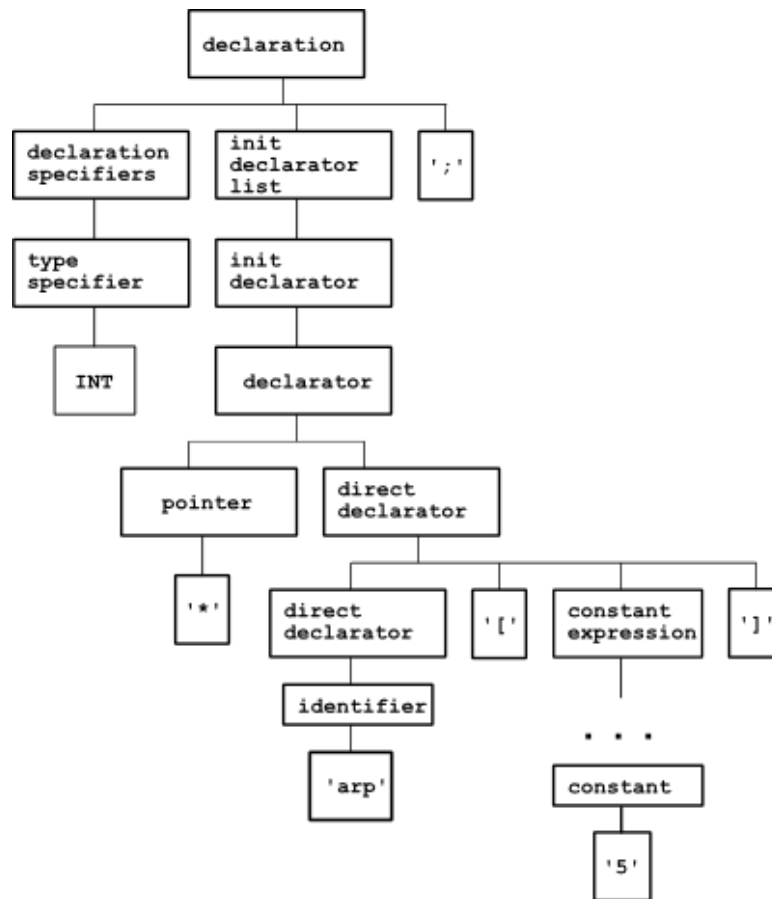 declaration
declaration
specifiers
init
declarator
list
';'
type
specifier
init
declarator
INT
declarator
pointer
direct
declarator
'*'
direct
declarator
'['
constant
expression
']'
identifier
. . .
'arp'
constant
'5'